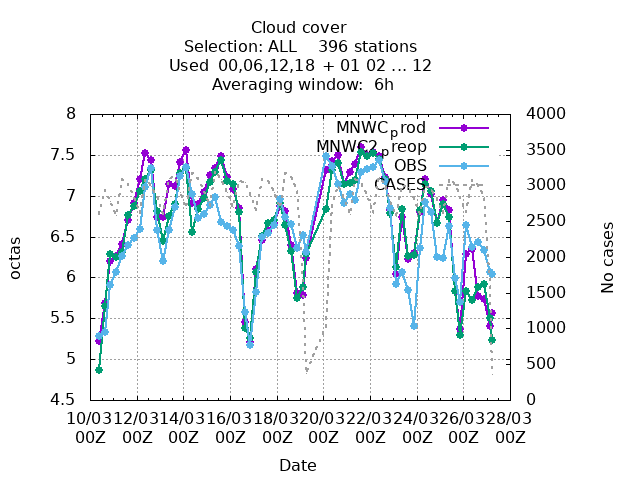 Cloud cover
Selection: ALL    396 stations
Used  00,06,12,18  + 01 02 ... 12
Averaging window:  6h
MNWC_prod
MNWC2_preop
OBS
CASES
8
7.5
7
6.5
6
5.5
5
4.5
4000
3500
3000
2500
2000
1500
1000
500
0
octas
No cases
10/03 12/03 14/03 16/03 18/03 20/03 22/03 24/03 26/03 28/03
00Z 00Z 00Z 00Z 00Z 00Z 00Z 00Z 00Z 00Z
Date